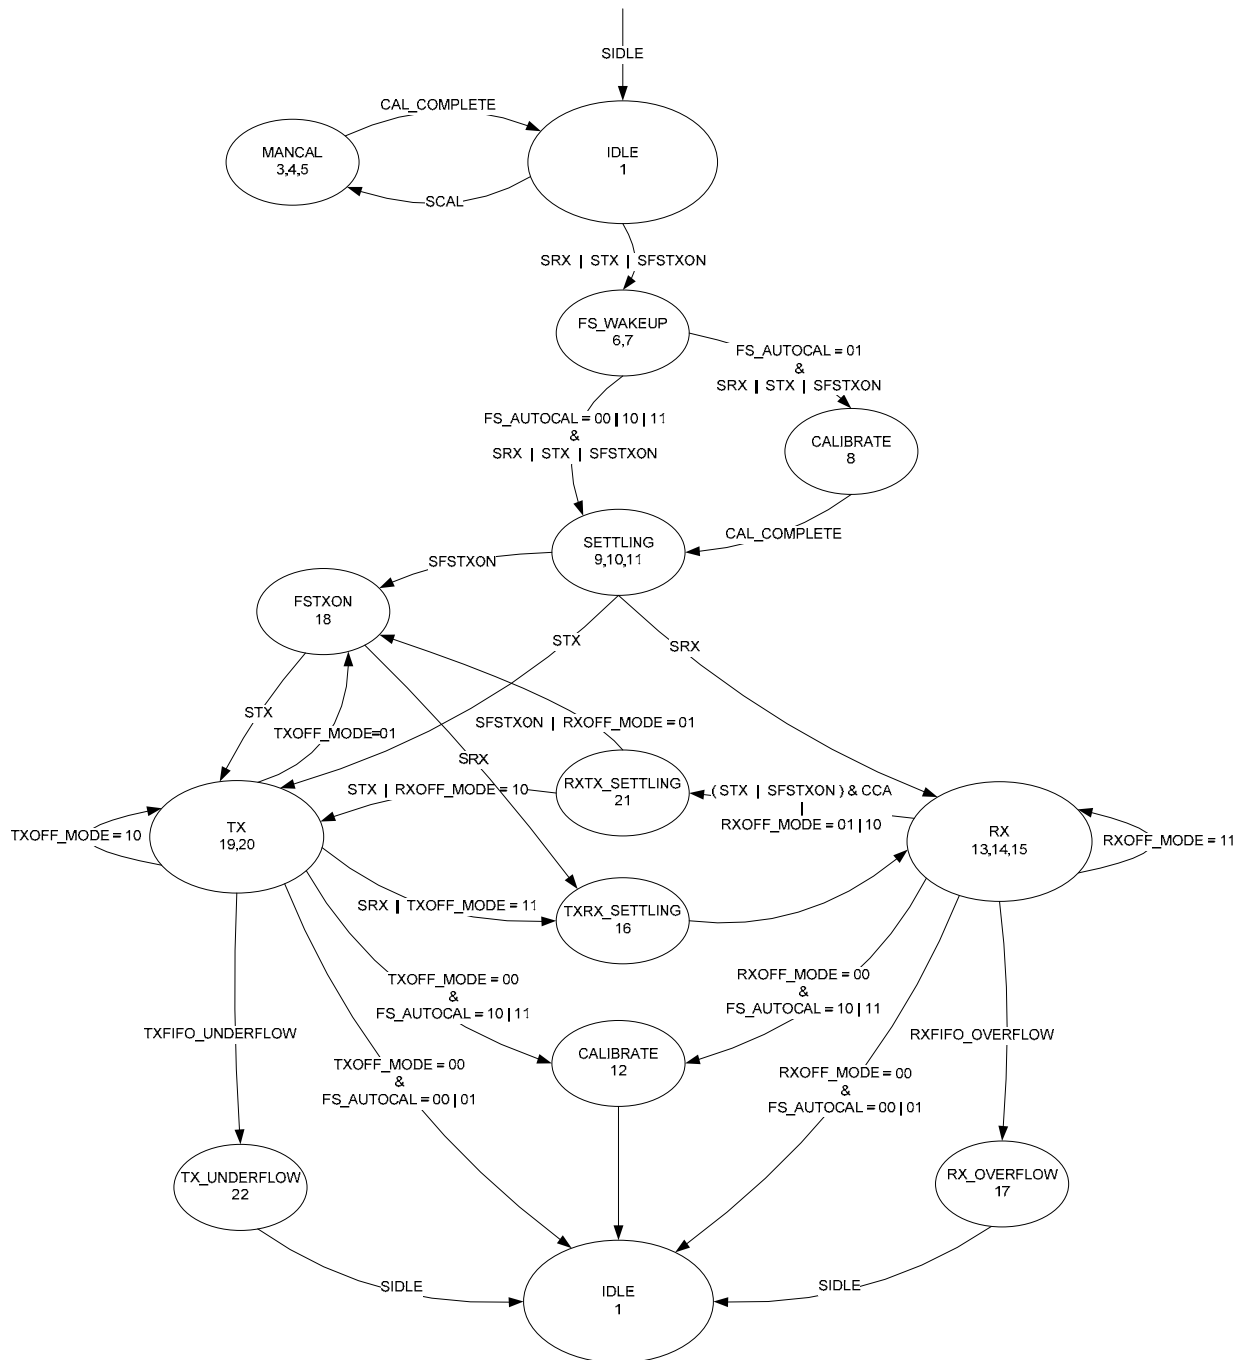 SIDLE
CAL_COMPLETE
MANCAL
3,4,5
IDLE
1
SCAL
SRX | STX | SFSTXON
FS_WAKEUP
6,7
FS_AUTOCAL = 01
&
SRX | STX | SFSTXON
FS_AUTOCAL = 00 | 10 | 11
&
SRX | STX | SFSTXON
CALIBRATE
8
CAL_COMPLETE
SETTLING
9,10,11
SFSTXON
FSTXON
18
STX
SRX
STX
TXOFF_MODE=01
SFSTXON | RXOFF_MODE = 01
SRX
RXTX_SETTLING
21
STX | RXOFF_MODE = 10
( STX | SFSTXON ) & CCA
|
RXOFF_MODE = 01 | 10
TXOFF_MODE = 10
TX
19,20
RX
13,14,15
RXOFF_MODE = 11
SRX | TXOFF_MODE = 11
TXRX_SETTLING
16
TXOFF_MODE = 00
&
FS_AUTOCAL = 10 | 11
RXOFF_MODE = 00
&
FS_AUTOCAL = 10 | 11
TXFIFO_UNDERFLOW
CALIBRATE
12
RXFIFO_OVERFLOW
TXOFF_MODE = 00
&
FS_AUTOCAL = 00 | 01
RXOFF_MODE = 00
&
FS_AUTOCAL = 00 | 01
TX_UNDERFLOW
22
RX_OVERFLOW
17
SIDLE
SIDLE
IDLE
1